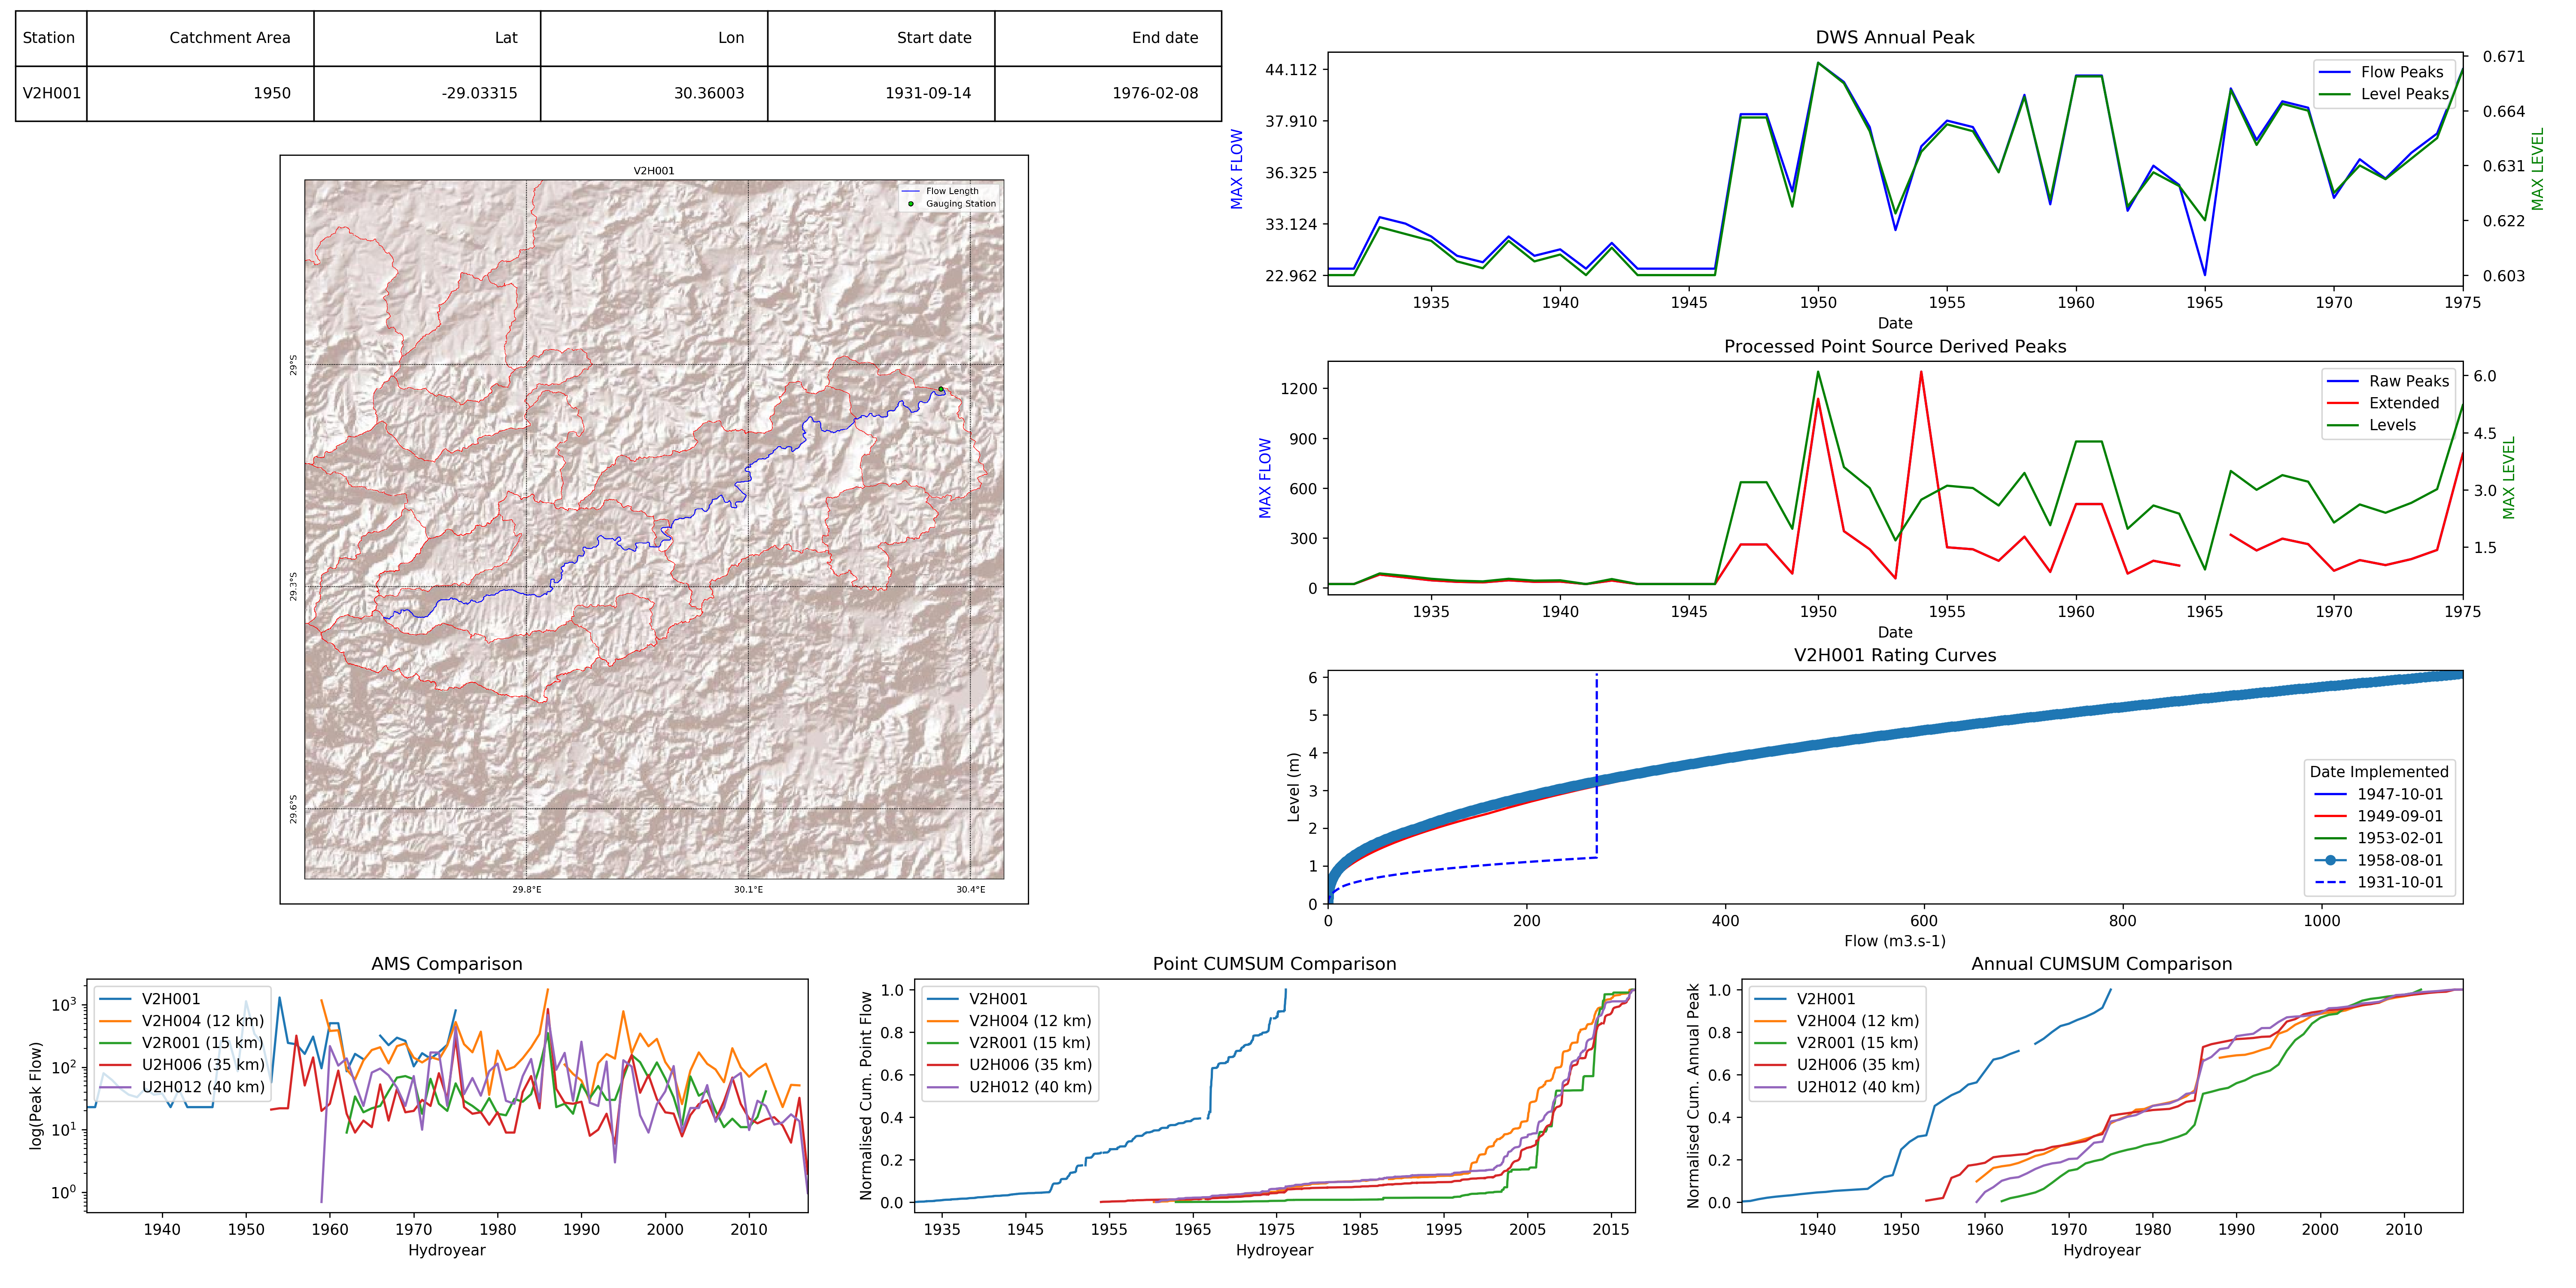 Station Catchment Area Lat Lon Start date End date
V2H001 1950 -29.03315 30.36003 1931-09-14 1976-02-08
V2H001
Flow Length
Gauging Station
29°S
29.3°S
29.6°S
29.8°E 30.1°E 30.4°E
DWS Annual Peak
MAX FLOW
44.112
37.910
36.325
33.124
22.962
Flow Peaks
Level Peaks
0.671
0.664
0.631
0.622
0.603
MAX LEVEL
1935 1940 1945 1950 1955 1960 1965 1970 1975
Date
Processed Point Source Derived Peaks
MAX FLOW
1200
900
600
300
0
Raw Peaks
Extended
Levels
6.0
4.5
3.0
1.5
MAX LEVEL
1935 1940 1945 1950 1955 1960 1965 1970 1975
Date
V2H001 Rating Curves
Level (m)
6
5
4
3
2
1
0
Date Implemented
1947-10-01
1949-09-01
1953-02-01
1958-08-01
1931-10-01
0 200 400 600 800 1000
Flow (m3.s-1)
AMS Comparison
log(Peak Flow)
10³
10²
10¹
10⁰
V2H001
V2H004 (12 km)
V2R001 (15 km)
U2H006 (35 km)
U2H012 (40 km)
1940 1950 1960 1970 1980 1990 2000 2010
Hydroyear
Point CUMSUM Comparison
Normalised Cum. Point Flow
1.0
0.8
0.6
0.4
0.2
0.0
V2H001
V2H004 (12 km)
V2R001 (15 km)
U2H006 (35 km)
U2H012 (40 km)
1935 1945 1955 1965 1975 1985 1995 2005 2015
Hydroyear
Annual CUMSUM Comparison
Normalised Cum. Annual Peak
1.0
0.8
0.6
0.4
0.2
0.0
V2H001
V2H004 (12 km)
V2R001 (15 km)
U2H006 (35 km)
U2H012 (40 km)
1940 1950 1960 1970 1980 1990 2000 2010
Hydroyear